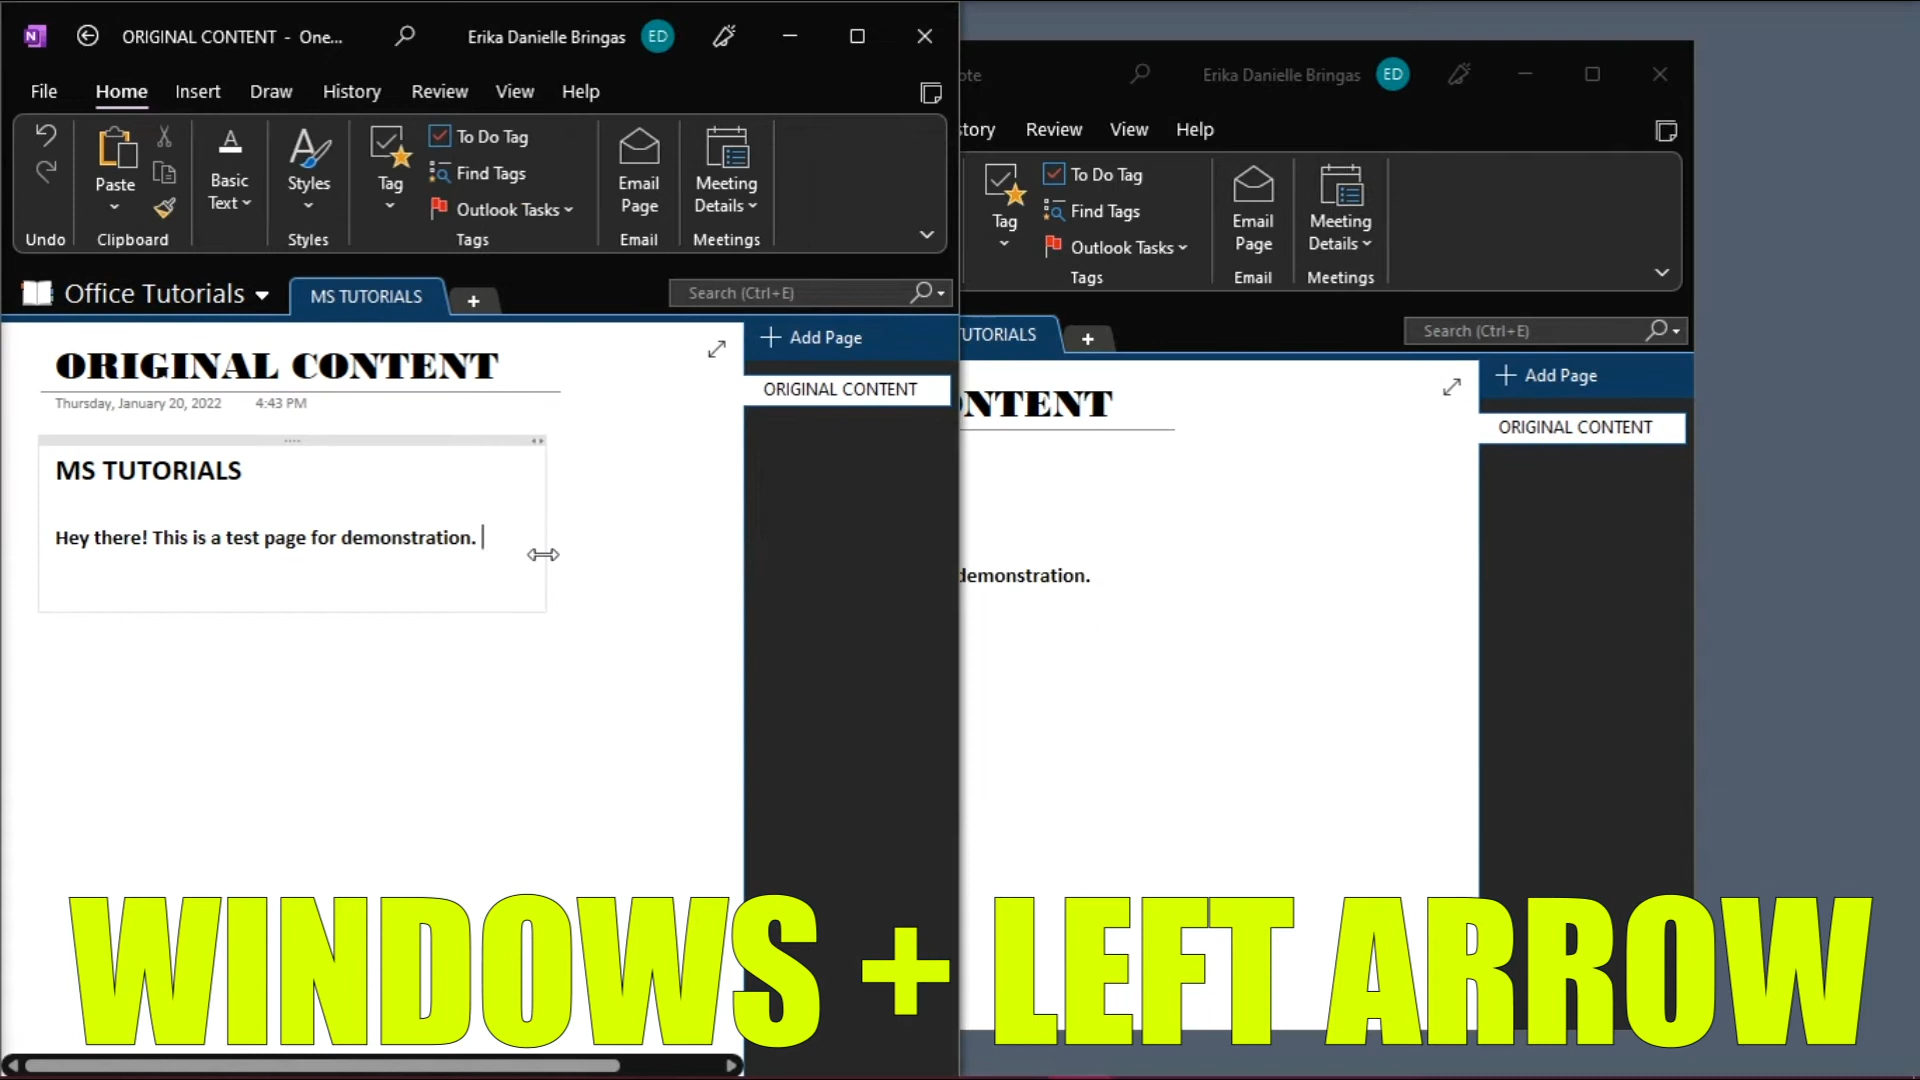 ORIGINAL CONTENT - One...
Erika Danielle Bringas
ED
File
Home
Insert
Draw
History
Review
View
Help
Undo
Paste
Clipboard
Basic
Text
Styles
Styles
Tag
To Do Tag
Find Tags
Outlook Tasks
Tags
Email
Page
Email
Meeting
Details
Meetings
Office Tutorials
MS TUTORIALS
+
Search (Ctrl+E)
ORIGINAL CONTENT
Thursday, January 20, 2022 4:43 PM
MS TUTORIALS
Hey there! This is a test page for demonstration.
Add Page
ORIGINAL CONTENT
ote
Erika Danielle Bringas
ED
story
Review
View
Help
Tag
To Do Tag
Find Tags
Outlook Tasks
Tags
Email
Page
Email
Meeting
Details
Meetings
TUTORIALS
+
Search (Ctrl+E)
ONTENT
demonstration.
Add Page
ORIGINAL CONTENT
WINDOWS + LEFT ARROW